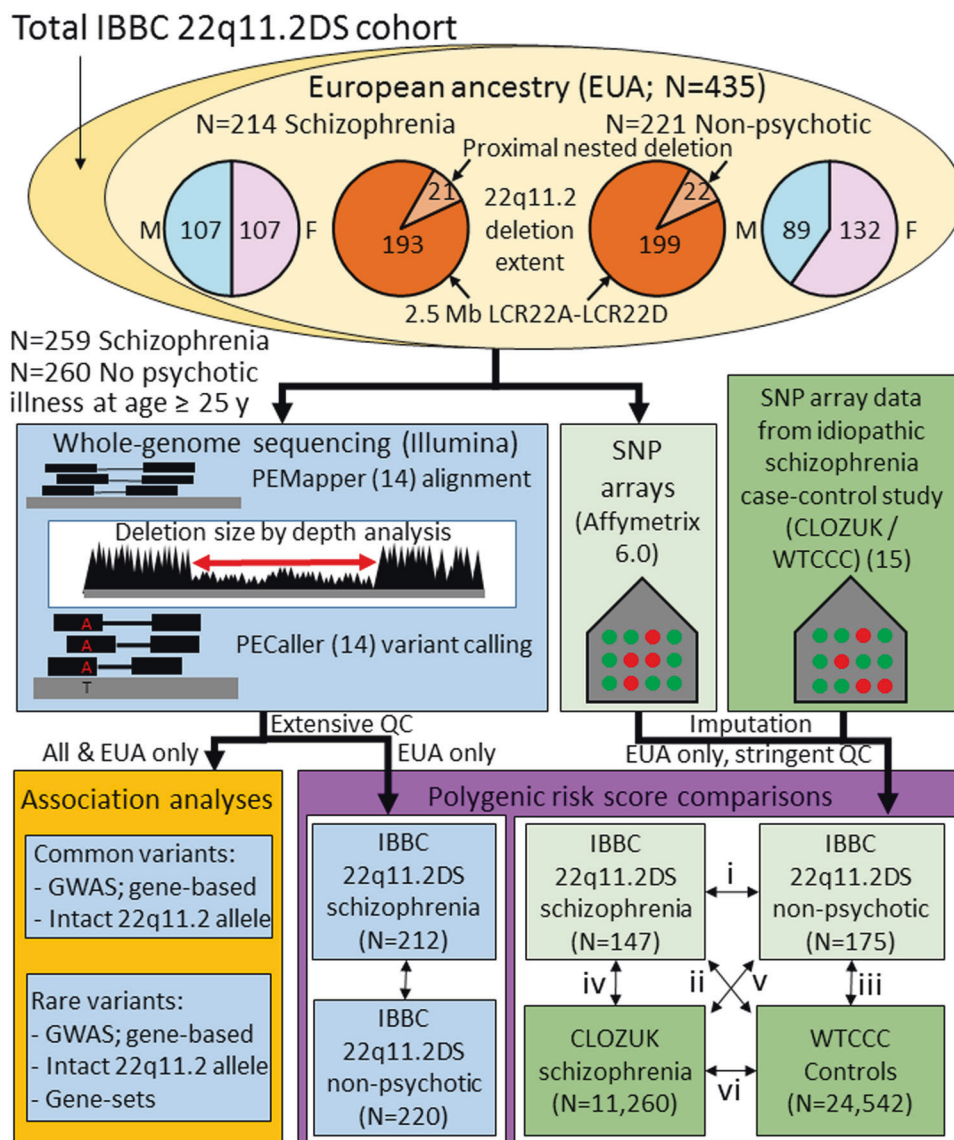 Total IBBC 22q11.2DS cohort
European ancestry (EUA; N=435)
N=214 Schizophrenia
N=221 Non-psychotic
Proximal nested deletion
M
107
107
F
21
193
22q11.2
deletion
extent
22
199
M
89
132
F
2.5 Mb LCR22A-LCR22D
N=259 Schizophrenia
N=260 No psychotic
illness at age ≥ 25 y
Whole-genome sequencing (Illumina)
PEMapper (14) alignment
Deletion size by depth analysis
A
A
A
T
PECaller (14) variant calling
SNP
arrays
(Affymetrix
6.0)
SNP array data
from idiopathic
schizophrenia
case-control study
(CLOZUK /
WTCCC) (15)
Extensive QC
All & EUA only
EUA only
Imputation
EUA only, stringent QC
Association analyses
Common variants:
- GWAS; gene-based
- Intact 22q11.2 allele
Rare variants:
- GWAS; gene-based
- Intact 22q11.2 allele
- Gene-sets
Polygenic risk score comparisons
IBBC
22q11.2DS
schizophrenia
(N=212)
IBBC
22q11.2DS
non-psychotic
(N=220)
IBBC
22q11.2DS
schizophrenia
(N=147)
i
IBBC
22q11.2DS
non-psychotic
(N=175)
iv
ii
v
iii
CLOZUK
schizophrenia
(N=11,260)
vi
WTCCC
Controls
(N=24,542)